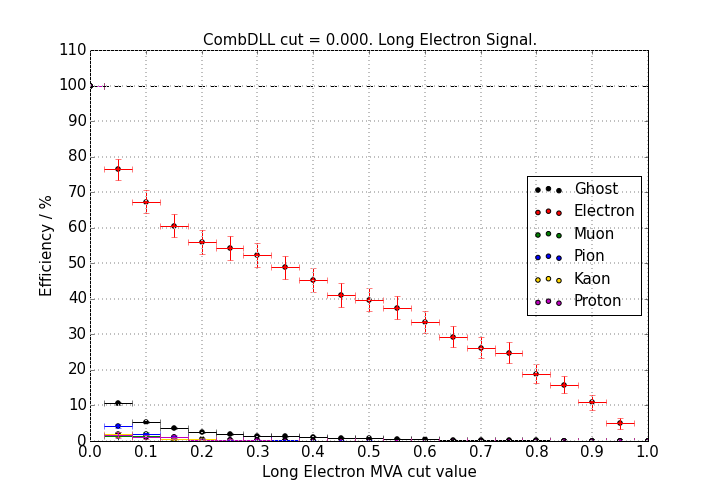 CombDLL cut = 0.000. Long Electron Signal.
110
100
90
80
70
60
50
40
30
20
10
0
Efficiency / %
Ghost
Electron
Muon
Pion
Kaon
Proton
0.0 0.1 0.2 0.3 0.4 0.5 0.6 0.7 0.8 0.9 1.0
Long Electron MVA cut value